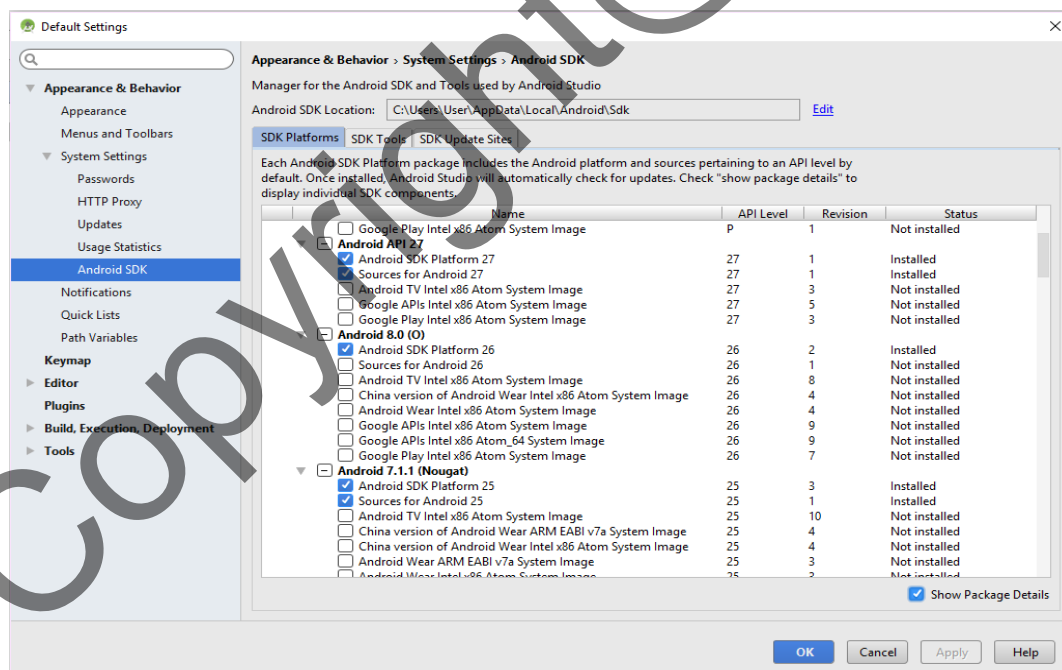 Default Settings
Appearance & Behavior › System Settings › Android SDK
Manager for the Android SDK and Tools used by Android Studio
Android SDK Location: C:\Users\User\AppData\Local\Android\Sdk Edit
SDK Platforms SDK Tools SDK Update Sites
Each Android SDK Platform package includes the Android platform and sources pertaining to an API level by
default. Once installed, Android Studio will automatically check for updates. Check "show package details" to
display individual SDK components.
Appearance & Behavior
Appearance
Menus and Toolbars
System Settings
Passwords
HTTP Proxy
Updates
Usage Statistics
Android SDK
Notifications
Quick Lists
Path Variables
Keymap
Editor
Plugins
Build, Execution, Deployment
Tools
Name API Level Revision Status
Google Play Intel x86 Atom System Image P 1 Not installed
Android API 27
Android SDK Platform 27 27 1 Installed
Sources for Android 27 27 1 Installed
Android TV Intel x86 Atom System Image 27 3 Not installed
Google APIs Intel x86 Atom System Image 27 5 Not installed
Google Play Intel x86 Atom System Image 27 3 Not installed
Android 8.0 (O)
Android SDK Platform 26 26 2 Installed
Sources for Android 26 26 1 Not installed
Android TV Intel x86 Atom System Image 26 8 Not installed
China version of Android Wear Intel x86 Atom System Image 26 4 Not installed
Android Wear Intel x86 Atom System Image 26 4 Not installed
Google APIs Intel x86 Atom System Image 26 9 Not installed
Google APIs Intel x86 Atom_64 System Image 26 9 Not installed
Google Play Intel x86 Atom System Image 26 7 Not installed
Android 7.1.1 (Nougat)
Android SDK Platform 25 25 3 Installed
Sources for Android 25 25 1 Installed
Android TV Intel x86 Atom System Image 25 10 Not installed
China version of Android Wear ARM EABI v7a System Image 25 4 Not installed
China version of Android Wear Intel x86 Atom System Image 25 4 Not installed
Android Wear ARM EABI v7a System Image 25 3 Not installed
Android Wear Intel x86 Atom System Image 25 3 Not installed
Show Package Details
OK Cancel Apply Help
Copyright